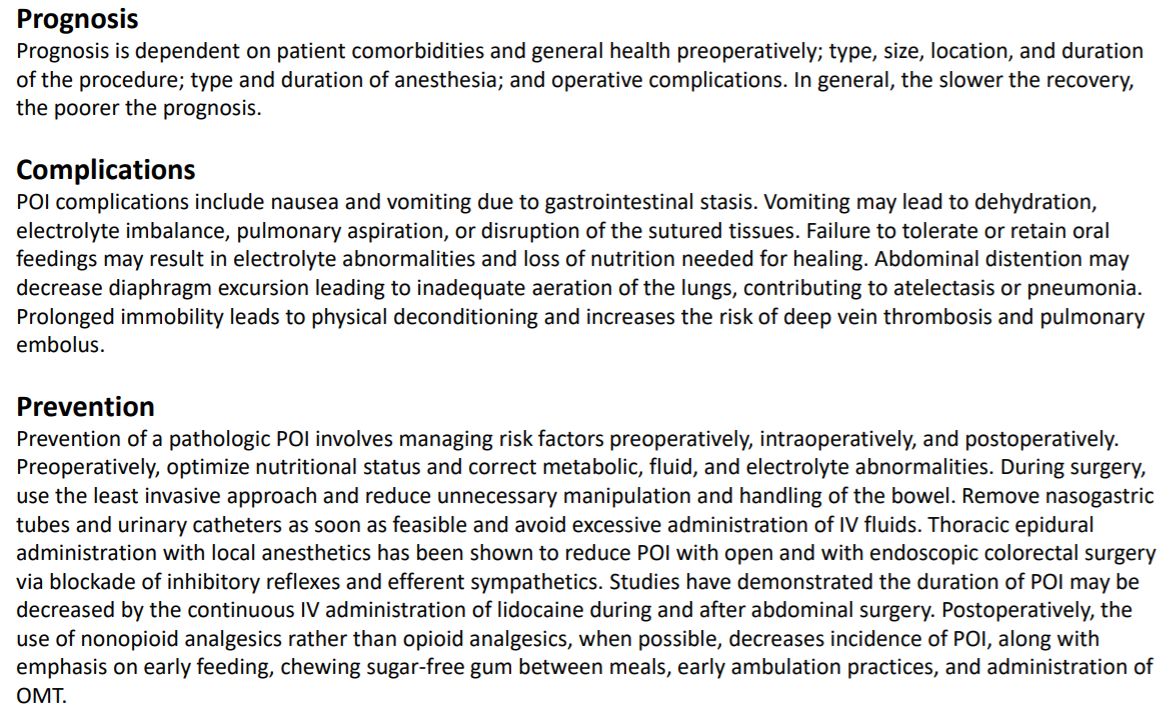 Prognosis
Prognosis is dependent on patient comorbidities and general health preoperatively; type, size, location, and duration
of the procedure; type and duration of anesthesia; and operative complications. In general, the slower the recovery,
the poorer the prognosis.
Complications
POI complications include nausea and vomiting due to gastrointestinal stasis. Vomiting may lead to dehydration,
electrolyte imbalance, pulmonary aspiration, or disruption of the sutured tissues. Failure to tolerate or retain oral
feedings may result in electrolyte abnormalities and loss of nutrition needed for healing. Abdominal distention may
decrease diaphragm excursion leading to inadequate aeration of the lungs, contributing to atelectasis or pneumonia.
Prolonged immobility leads to physical deconditioning and increases the risk of deep vein thrombosis and pulmonary
embolus.
Prevention
Prevention of a pathologic POI involves managing risk factors preoperatively, intraoperatively, and postoperatively.
Preoperatively, optimize nutritional status and correct metabolic, fluid, and electrolyte abnormalities. During surgery,
use the least invasive approach and reduce unnecessary manipulation and handling of the bowel. Remove nasogastric
tubes and urinary catheters as soon as feasible and avoid excessive administration of IV fluids. Thoracic epidural
administration with local anesthetics has been shown to reduce POI with open and with endoscopic colorectal surgery
via blockade of inhibitory reflexes and efferent sympathetics. Studies have demonstrated the duration of POI may be
decreased by the continuous IV administration of lidocaine during and after abdominal surgery. Postoperatively, the
use of nonopioid analgesics rather than opioid analgesics, when possible, decreases incidence of POI, along with
emphasis on early feeding, chewing sugar-free gum between meals, early ambulation practices, and administration of
OMT.